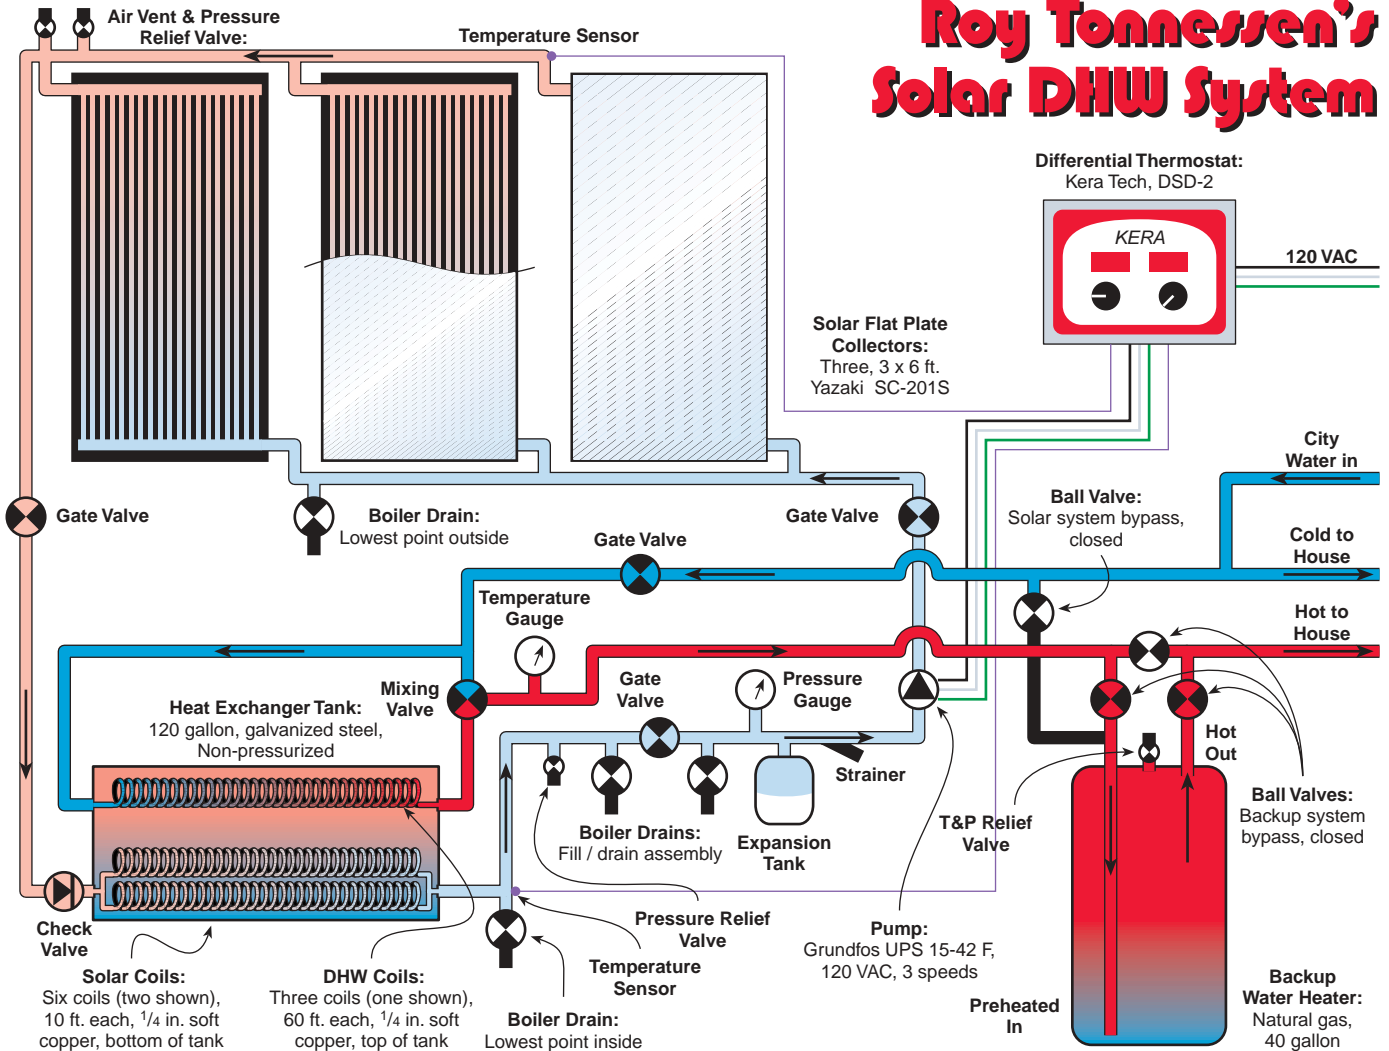 Roy Tonnessen's
Solar DHW System
Air Vent & Pressure
Relief Valve:
Temperature Sensor
Differential Thermostat:
Kera Tech, DSD-2
KERA
120 VAC
Solar Flat Plate
Collectors:
Three, 3 x 6 ft.
Yazaki SC-201S
City
Water in
Gate Valve
Boiler Drain:
Lowest point outside
Gate Valve
Ball Valve:
Solar system bypass,
closed
Cold to
House
Gate Valve
Temperature
Gauge
Hot to
House
Mixing
Valve
Gate
Valve
Pressure
Gauge
Heat Exchanger Tank:
120 gallon, galvanized steel,
Non-pressurized
Hot
Out
Strainer
Boiler Drains:
Fill / drain assembly
Expansion
Tank
T&P Relief
Valve
Ball Valves:
Backup system
bypass, closed
Check
Valve
Pressure Relief
Valve
Pump:
Grundfos UPS 15-42 F,
120 VAC, 3 speeds
Solar Coils:
Six coils (two shown),
10 ft. each, 1/4 in. soft
copper, bottom of tank
DHW Coils:
Three coils (one shown),
60 ft. each, 1/4 in. soft
copper, top of tank
Temperature
Sensor
Boiler Drain:
Lowest point inside
Preheated
In
Backup
Water Heater:
Natural gas,
40 gallon